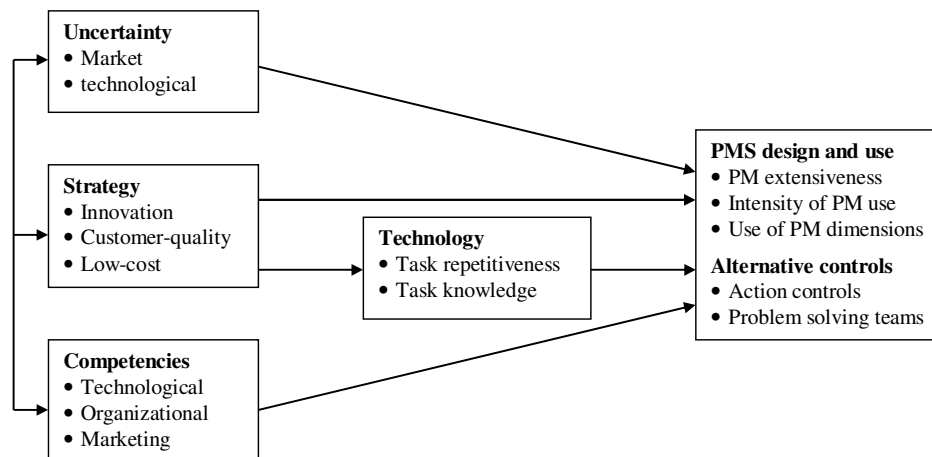 Uncertainty
• Market
• technological
Strategy
• Innovation
• Customer-quality
• Low-cost
Competencies
• Technological
• Organizational
• Marketing
Technology
• Task repetitiveness
• Task knowledge
PMS design and use
• PM extensiveness
• Intensity of PM use
• Use of PM dimensions
Alternative controls
• Action controls
• Problem solving teams